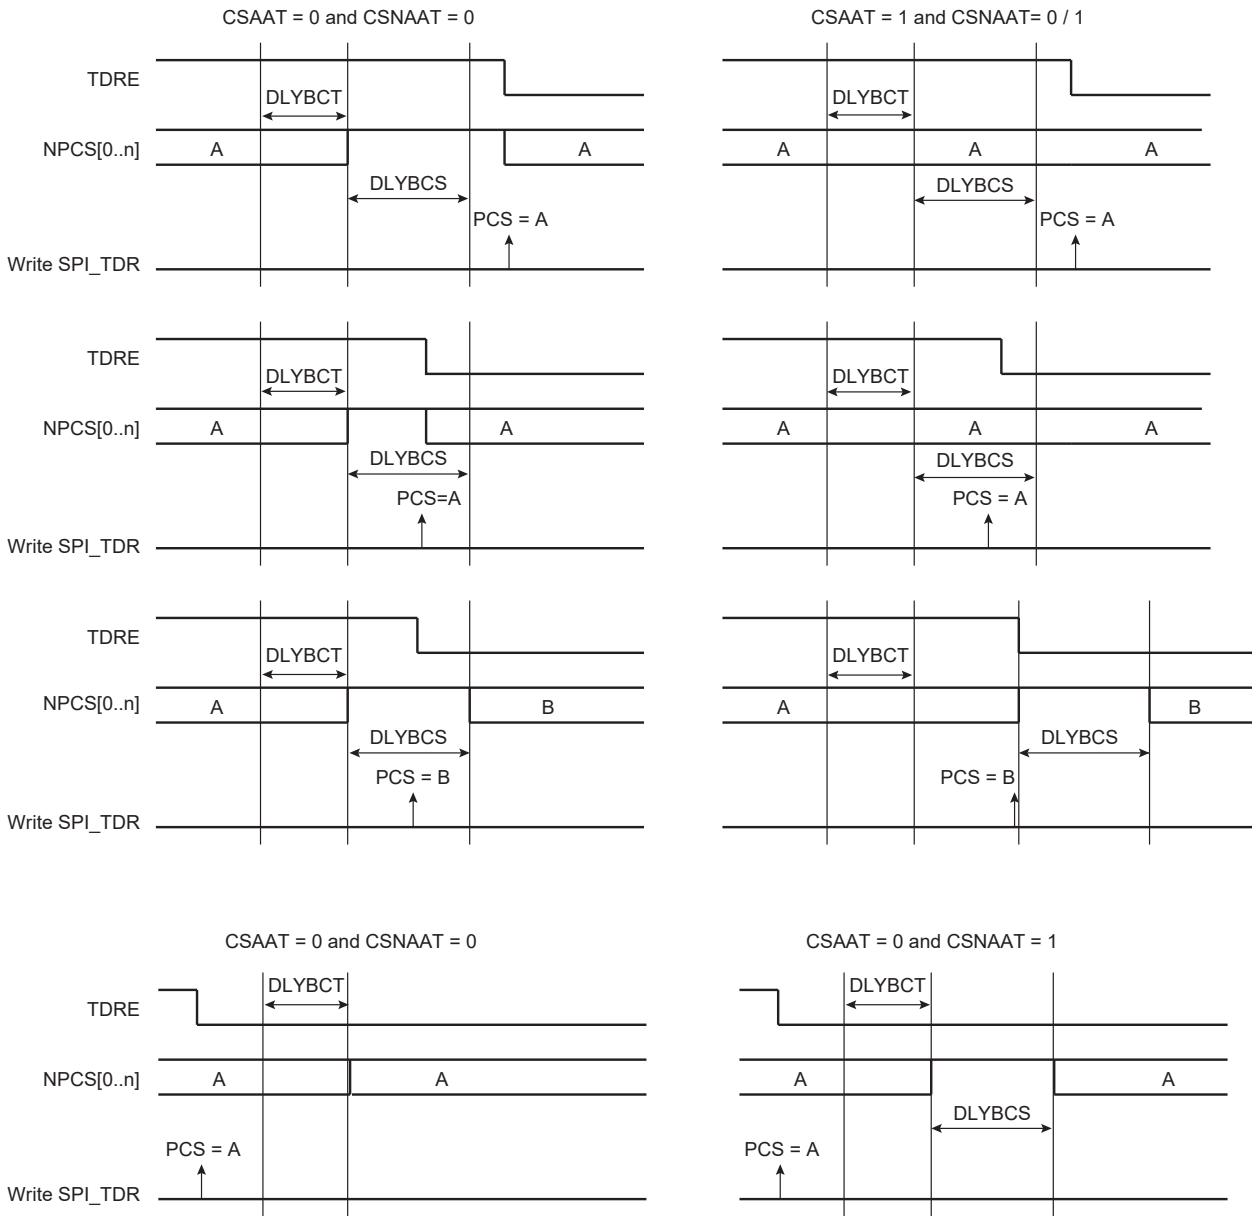 CSAAT = 0 and CSNAAT = 0
TDRE
DLYBCT
NPCS[0..n]
A
A
DLYBCS
PCS = A
Write SPI_TDR
CSAAT = 1 and CSNAAT= 0 / 1
DLYBCT
A
A
A
DLYBCS
PCS = A
TDRE
DLYBCT
NPCS[0..n]
A
A
DLYBCS
PCS=A
Write SPI_TDR
DLYBCT
A
A
A
DLYBCS
PCS = A
TDRE
DLYBCT
NPCS[0..n]
A
B
DLYBCS
PCS = B
Write SPI_TDR
DLYBCT
A
B
DLYBCS
PCS = B
CSAAT = 0 and CSNAAT = 0
TDRE
DLYBCT
NPCS[0..n]
A
A
PCS = A
Write SPI_TDR
CSAAT = 0 and CSNAAT = 1
DLYBCT
A
A
DLYBCS
PCS = A